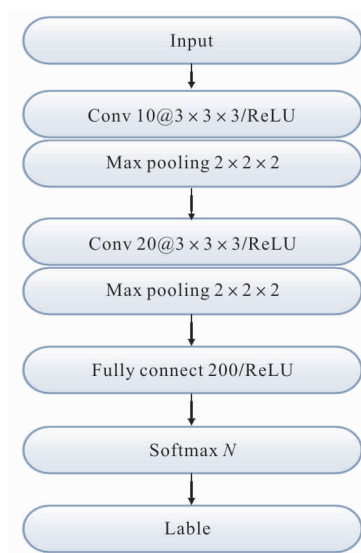 Input
Conv 10@3 × 3 × 3/ReLU
Max pooling 2 × 2 × 2
Conv 20@3 × 3 × 3/ReLU
Max pooling 2 × 2 × 2
Fully connect 200/ReLU
Softmax N
Lable